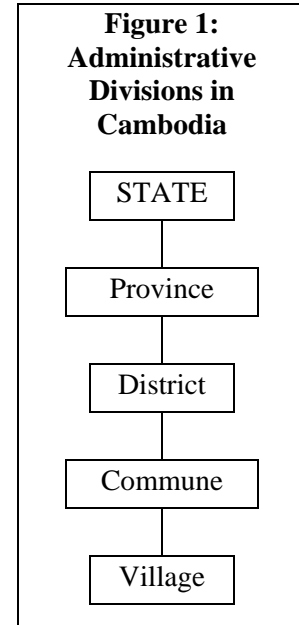 Figure 1:
Administrative
Divisions in
Cambodia
STATE
Province
District
Commune
Village